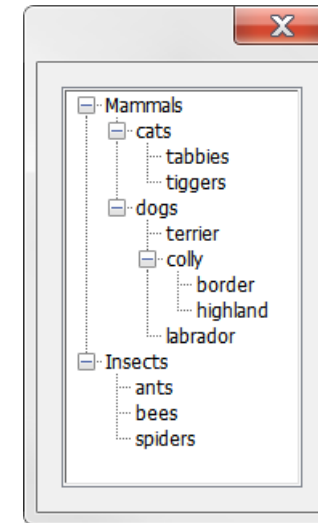 Mammals
cats
tabbies
tiggers
dogs
terrier
colly
border
highland
labrador
Insects
ants
bees
spiders